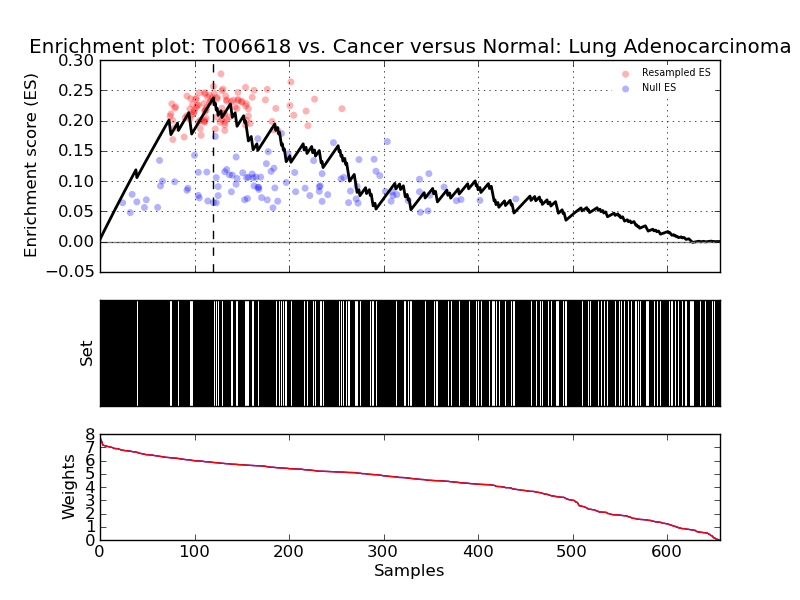 Enrichment plot: T006618 vs. Cancer versus Normal: Lung Adenocarcinoma
Enrichment score (ES)
0.30
0.25
0.20
0.15
0.10
0.05
0.00
−0.05
Resampled ES
Null ES
Set
Weights
8
7
6
5
4
3
2
1
0
0 100 200 300 400 500 600
Samples